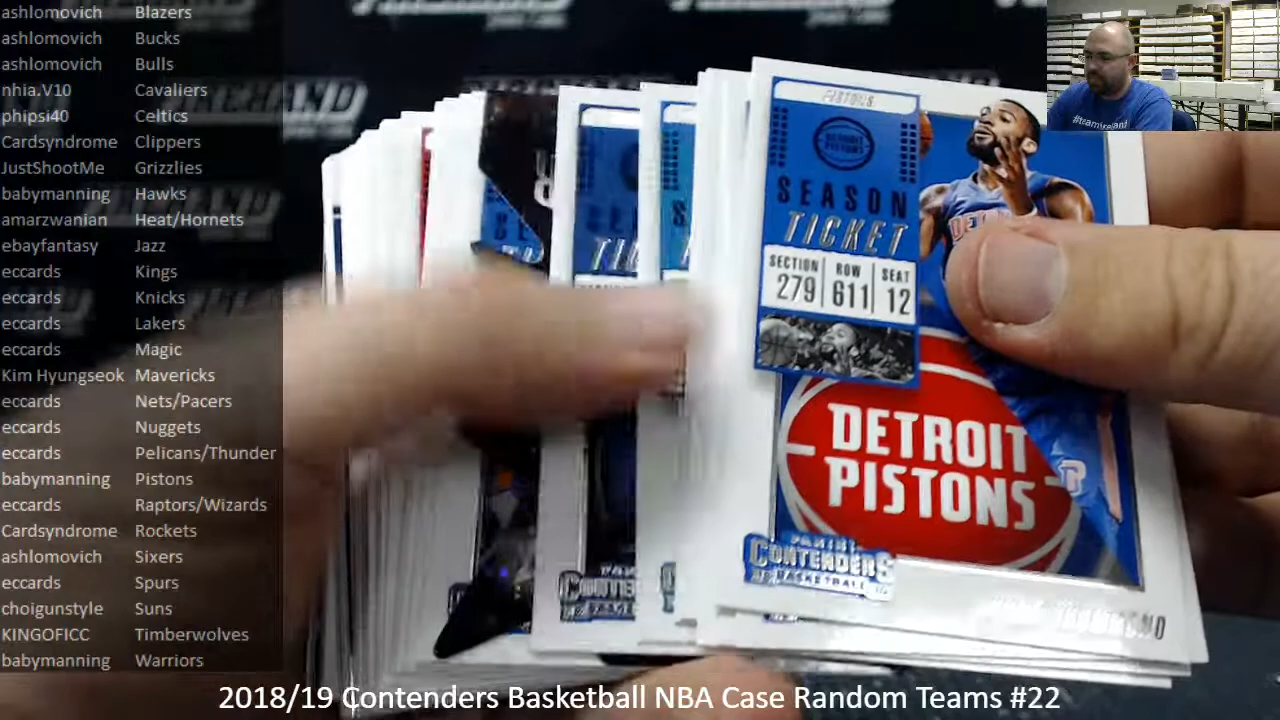 ashlomovich Blazers
ashlomovich Bucks
ashlomovich Bulls
nhia.V10 Cavaliers
phipsi40 Celtics
Cardsyndrome Clippers
JustShootMe Grizzlies
babymanning Hawks
amarzwanian Heat/Hornets
ebayfantasy Jazz
eccards Kings
eccards Knicks
eccards Lakers
eccards Magic
Kim Hyungseok Mavericks
eccards Nets/Pacers
eccards Nuggets
eccards Pelicans/Thunder
babymanning Pistons
eccards Raptors/Wizards
Cardsyndrome Rockets
ashlomovich Sixers
eccards Spurs
choigunstyle Suns
KINGOFICC Timberwolves
babymanning Warriors
#teamireland
PISTONS
DETROIT
PISTONS
SEASON
TICKET
SECTION ROW SEAT
279 611 12
DETROIT
PISTONS
PANINI
CONTENDERS
BASKETBALL
2018/19 Contenders Basketball NBA Case Random Teams #22